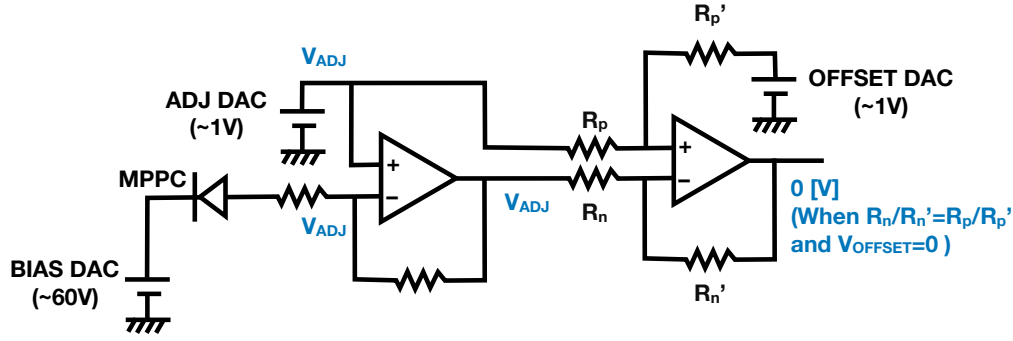 Rp’
VADJ
OFFSET DAC
(~1V)
ADJ DAC
(~1V)
Rp
+
+
MPPC
–
–
VADJ
VADJ
Rn
0 [V]
(When Rn/Rn’=Rp/Rp’
and VOFFSET=0 )
BIAS DAC
(~60V)
Rn’